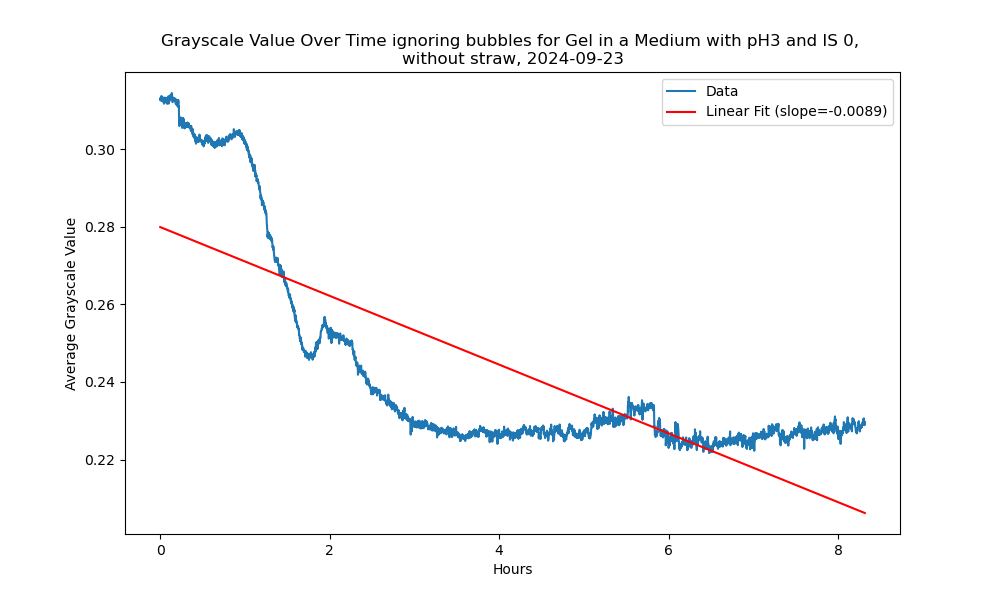 Grayscale Value Over Time ignoring bubbles for Gel in a Medium with pH3 and IS 0,
without straw, 2024-09-23
Data
Linear Fit (slope=-0.0089)
Average Grayscale Value
0.30
0.28
0.26
0.24
0.22
0 2 4 6 8
Hours